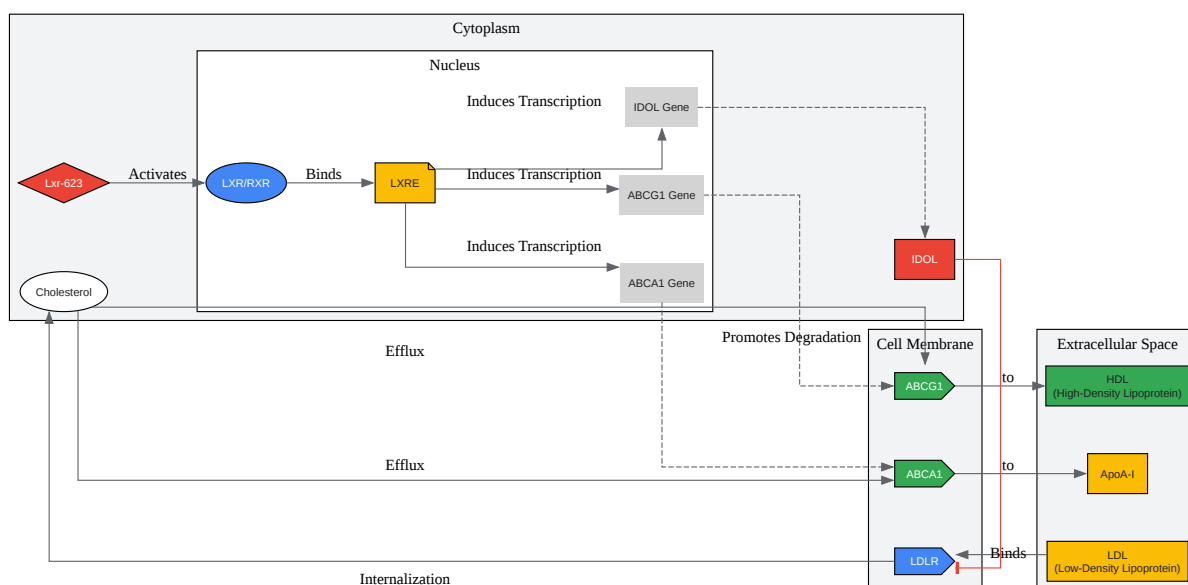 Cytoplasm
Nucleus
Induces Transcription
IDOL Gene
Lxr-623
Activates
LXR/RXR
Binds
LXRE
Induces Transcription
ABCG1 Gene
Induces Transcription
IDOL
ABCA1 Gene
Cholesterol
Promotes Degradation
Efflux
Cell Membrane
Extracellular Space
ABCG1
to
HDL
(High-Density Lipoprotein)
Efflux
ABCA1
to
ApoA-I
LDLR
Binds
LDL
(Low-Density Lipoprotein)
Internalization